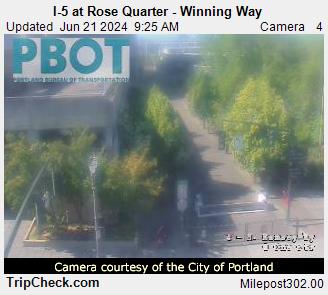 I-5 at Rose Quarter - Winning Way
Updated Jun 21 2024 9:25 AM Camera 4
PBOT
PORTLAND BUREAU OF TRANSPORTATION
Camera courtesy of the City of Portland
TripCheck.com Milepost302.00